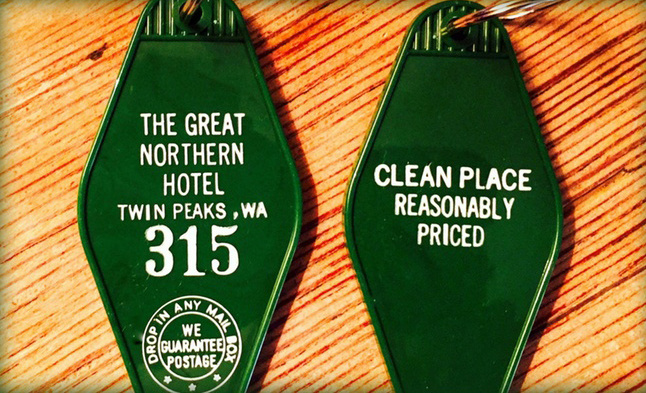 THE GREAT
NORTHERN
HOTEL
TWIN PEAKS, WA
315
DROP IN ANY MAIL BOX
WE
GUARANTEE
POSTAGE
CLEAN PLACE
REASONABLY
PRICED